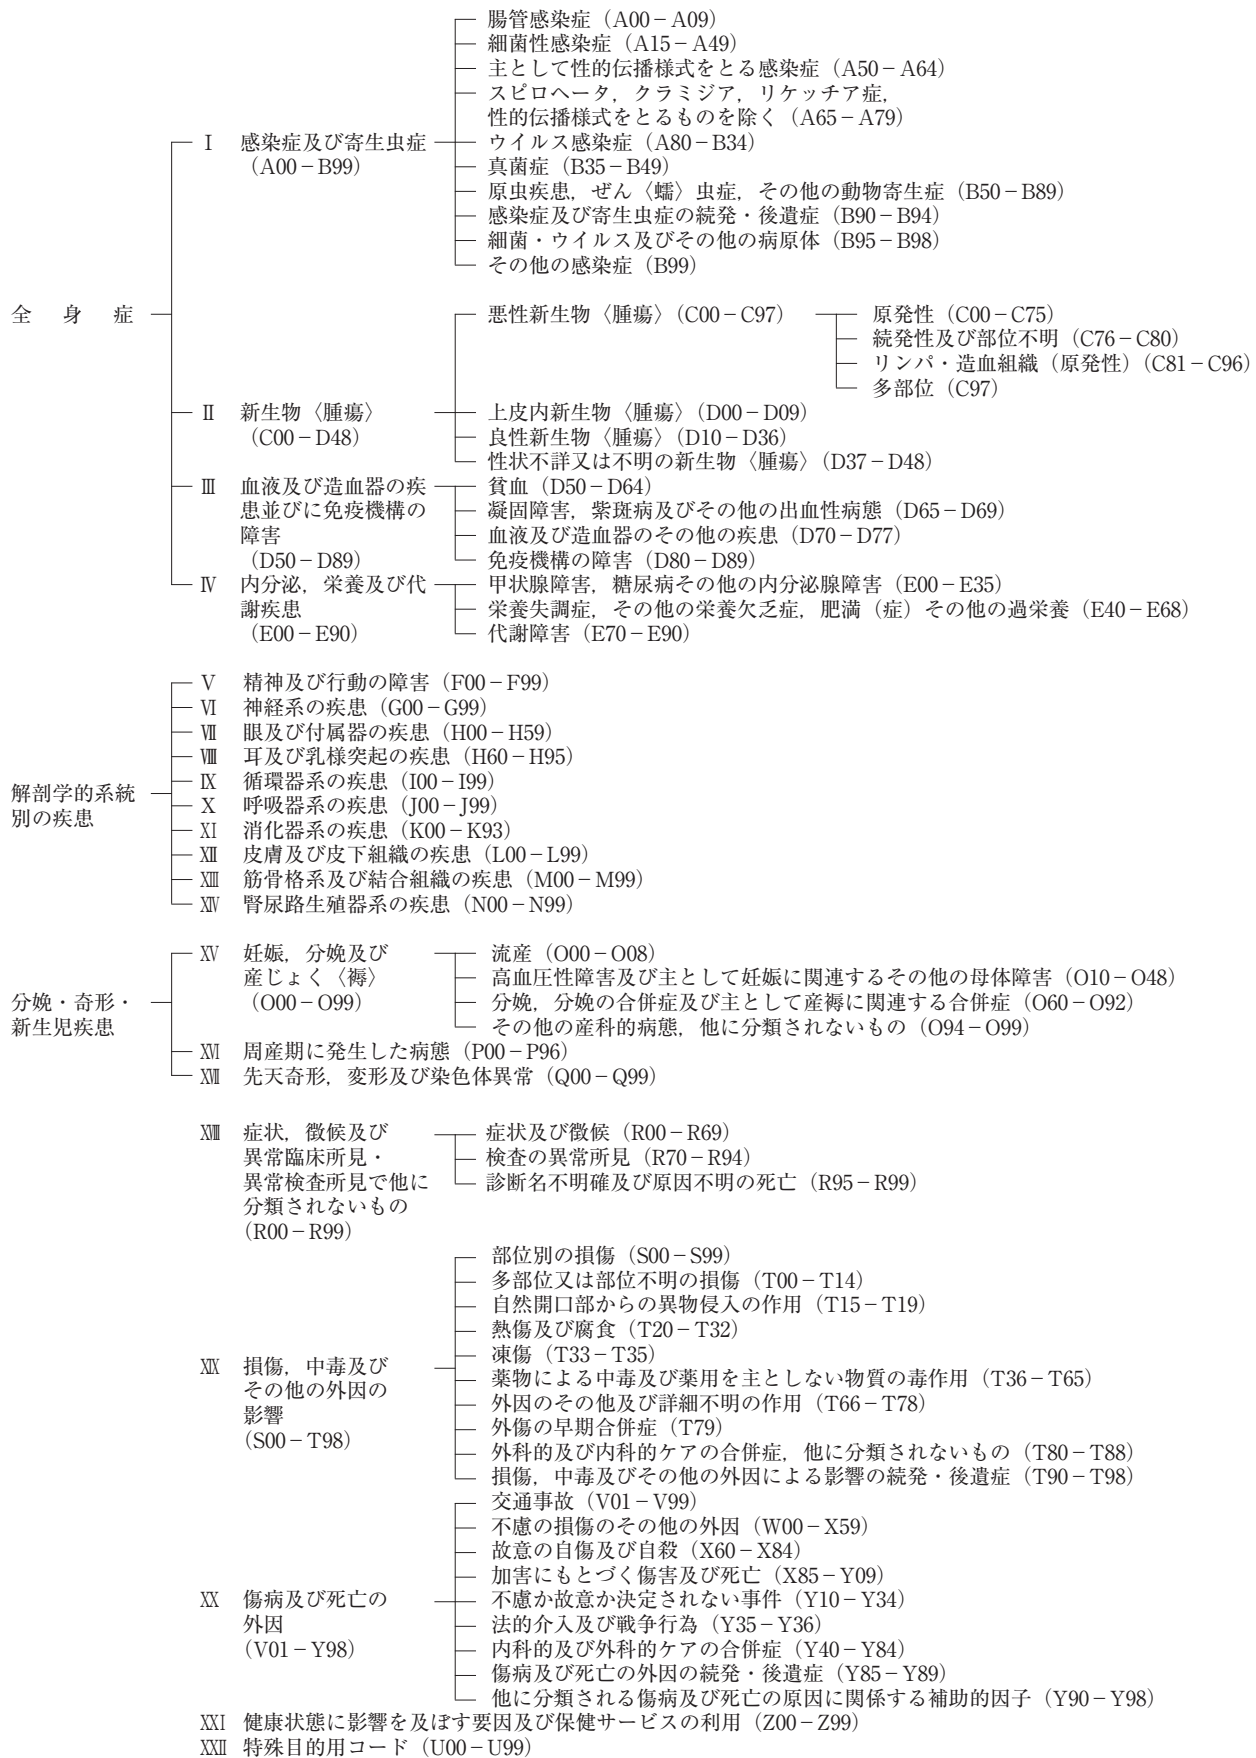 腸管感染症（A00－A09）
細菌性感染症（A15－A49）
主として性的伝播様式をとる感染症（A50－A64）
スピロヘータ，クラミジア，リケッチア症，
性的伝播様式をとるものを除く（A65－A79）
Ⅰ 感染症及び寄生虫症 ウイルス感染症（A80－B34）
（A00－B99） 真菌症（B35－B49）
原虫疾患，ぜん〈蠕〉虫症，その他の動物寄生症（B50－B89）
感染症及び寄生虫症の続発・後遺症（B90－B94）
細菌・ウイルス及びその他の病原体（B95－B98）
その他の感染症（B99）
全身症 悪性新生物〈腫瘍〉（C00－C97） 原発性（C00－C75）
続発性及び部位不明（C76－C80）
リンパ・造血組織（原発性）（C81－C96）
多部位（C97）
Ⅱ 新生物〈腫瘍〉 上皮内新生物〈腫瘍〉（D00－D09）
（C00－D48） 良性新生物〈腫瘍〉（D10－D36）
性状不詳又は不明の新生物〈腫瘍〉（D37－D48）
Ⅲ 血液及び造血器の疾 貧血（D50－D64）
患並びに免疫機構の 凝固障害，紫斑病及びその他の出血性病態（D65－D69）
障害 血液及び造血器のその他の疾患（D70－D77）
（D50－D89） 免疫機構の障害（D80－D89）
Ⅳ 内分泌，栄養及び代 甲状腺障害，糖尿病その他の内分泌腺障害（E00－E35）
謝疾患 栄養失調症，その他の栄養欠乏症，肥満（症）その他の過栄養（E40－E68）
（E00－E90） 代謝障害（E70－E90）
Ⅴ 精神及び行動の障害（F00－F99）
Ⅵ 神経系の疾患（G00－G99）
Ⅶ 眼及び付属器の疾患（H00－H59）
Ⅷ 耳及び乳様突起の疾患（H60－H95）
Ⅸ 循環器系の疾患（I00－I99）
解剖学的系統 Ⅹ 呼吸器系の疾患（J00－J99）
別の疾患 Ⅺ 消化器系の疾患（K00－K93）
Ⅻ 皮膚及び皮下組織の疾患（L00－L99）
XIII 筋骨格系及び結合組織の疾患（M00－M99）
XIV 腎尿路生殖器系の疾患（N00－N99）
XV 妊娠，分娩及び 流産（O00－O08）
産じょく〈褥〉 高血圧性障害及び主として妊娠に関連するその他の母体障害（O10－O48）
分娩・奇形・ （O00－O99） 分娩，分娩の合併症及び主として産褥に関連する合併症（O60－O92）
新生児疾患 その他の産科的病態，他に分類されないもの（O94－O99）
XVI 周産期に発生した病態（P00－P96）
XVII 先天奇形，変形及び染色体異常（Q00－Q99）
XVIII 症状，徴候及び 症状及び徴候（R00－R69）
異常臨床所見・ 検査の異常所見（R70－R94）
異常検査所見で他に 診断名不明確及び原因不明の死亡（R95－R99）
分類されないもの
（R00－R99）
部位別の損傷（S00－S99）
多部位又は部位不明の損傷（T00－T14）
自然開口部からの異物侵入の作用（T15－T19）
熱傷及び腐食（T20－T32）
XIX 損傷，中毒及び 凍傷（T33－T35）
その他の外因の 薬物による中毒及び薬用を主としない物質の毒作用（T36－T65）
影響 外因のその他及び詳細不明の作用（T66－T78）
（S00－T98） 外傷の早期合併症（T79）
外科的及び内科的ケアの合併症，他に分類されないもの（T80－T88）
損傷，中毒及びその他の外因による影響の続発・後遺症（T90－T98）
交通事故（V01－V99）
不慮の損傷のその他の外因（W00－X59）
故意の自傷及び自殺（X60－X84）
加害にもとづく傷害及び死亡（X85－Y09）
XX 傷病及び死亡の 不慮か故意か決定されない事件（Y10－Y34）
外因 法的介入及び戦争行為（Y35－Y36）
（V01－Y98） 内科的及び外科的ケアの合併症（Y40－Y84）
傷病及び死亡の外因の続発・後遺症（Y85－Y89）
他に分類される傷病及び死亡の原因に関係する補助的因子（Y90－Y98）
XXI 健康状態に影響を及ぼす要因及び保健サービスの利用（Z00－Z99）
XXII 特殊目的用コード（U00－U99）